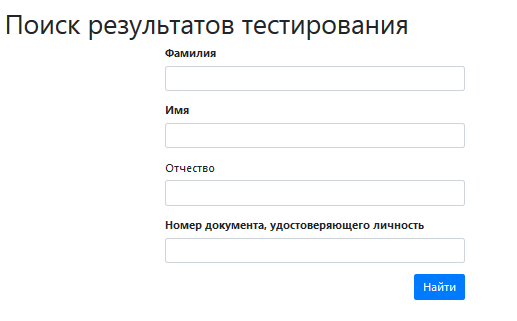 Поиск результатов тестирования
Фамилия
Имя
Отчество
Номер документа, удостоверяющего личность
Найти